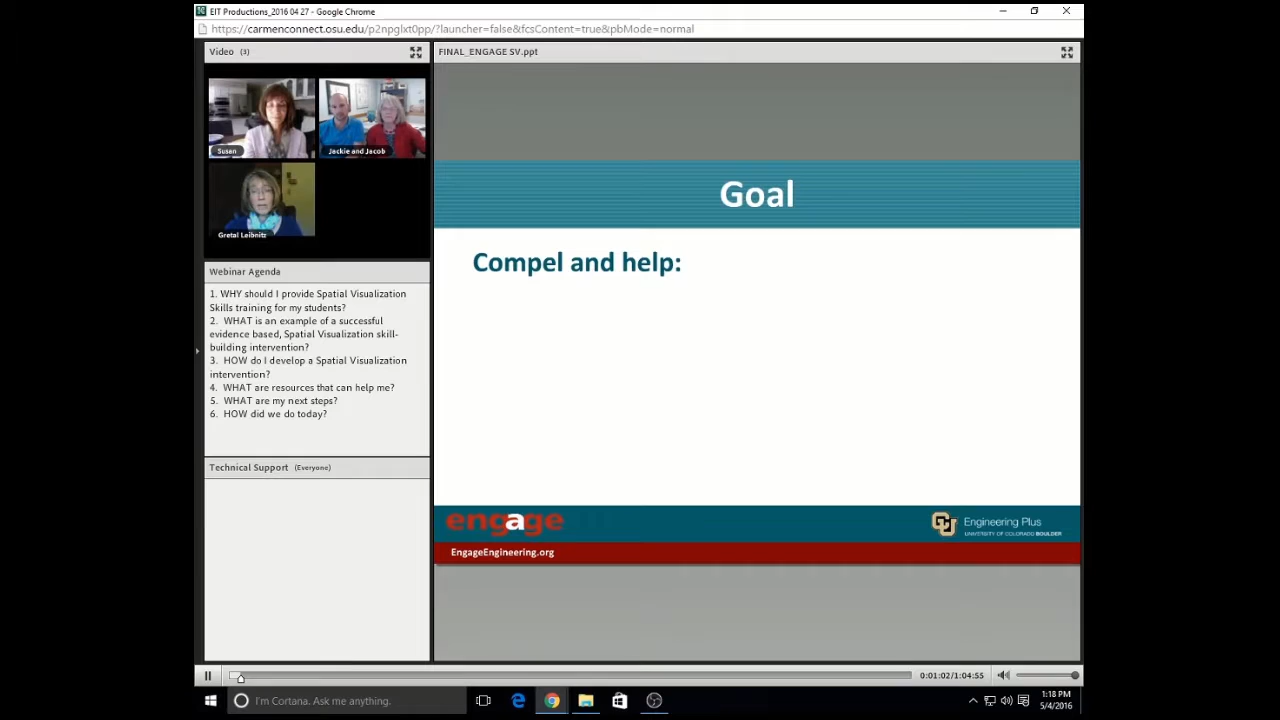 EIT Productions_2016 04 27 - Google Chrome
https://carmenconnect.osu.edu/p2npglxt0pp/?launcher=false&fcsContent=true&pbMode=normal
Video (3)
Susan
Jackie and Jacob
Gretal Leibnitz
Webinar Agenda
1. WHY should I provide Spatial Visualization
Skills training for my students?
2. WHAT is an example of a successful
evidence based, Spatial Visualization skill-
building intervention?
3. HOW do I develop a Spatial Visualization
intervention?
4. WHAT are resources that can help me?
5. WHAT are my next steps?
6. HOW did we do today?
Technical Support (Everyone)
FINAL_ENGAGE SV.ppt
Goal
Compel and help:
engage
CU
Engineering Plus
UNIVERSITY OF COLORADO BOULDER
EngageEngineering.org
0:01:02/1:04:55
I'm Cortana. Ask me anything.
1:18 PM
5/4/2016